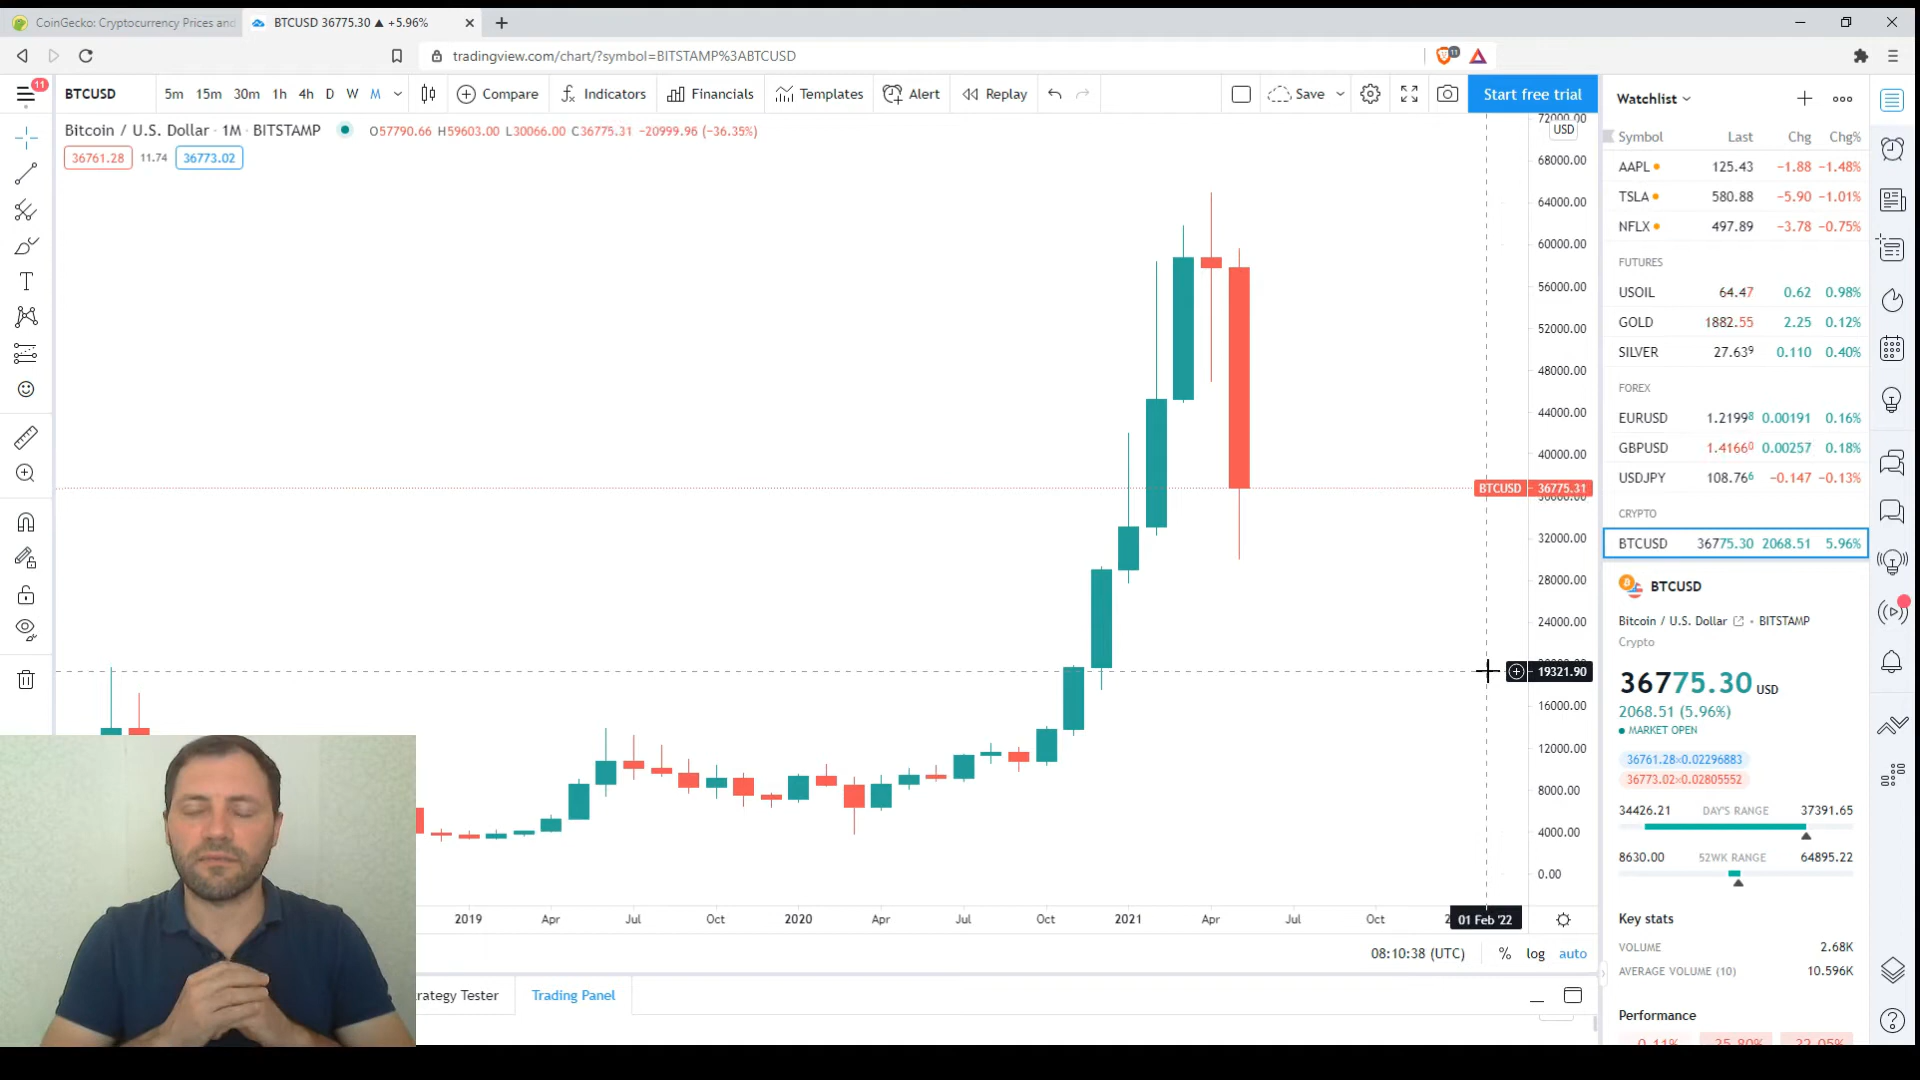 CoinGecko: Cryptocurrency Prices and
BTCUSD 36775.30 ▲ +5.96%
tradingview.com/chart/?symbol=BITSTAMP%3ABTCUSD
11
11
BTCUSD 5m 15m 30m 1h 4h D W M Compare Indicators Financials Templates Alert Replay Save Start free trial
Bitcoin / U.S. Dollar · 1M · BITSTAMP O57790.66 H59603.00 L30066.00 C36775.31 −20999.96 (−36.35%)
36761.28 11.74 36773.02
72000.00
USD
68000.00
64000.00
60000.00
56000.00
52000.00
48000.00
44000.00
40000.00
BTCUSD 36775.31
36000.00
32000.00
28000.00
24000.00
19321.90
16000.00
12000.00
8000.00
4000.00
0.00
2019 Apr Jul Oct 2020 Apr Jul Oct 2021 Apr Jul Oct 01 Feb '22
08:10:38 (UTC) % log auto
rategy Tester Trading Panel
Watchlist
Symbol Last Chg Chg%
AAPL 125.43 −1.88 −1.48%
TSLA 580.88 −5.90 −1.01%
NFLX 497.89 −3.78 −0.75%
FUTURES
USOIL 64.47 0.62 0.98%
GOLD 1882.55 2.25 0.12%
SILVER 27.639 0.110 0.40%
FOREX
EURUSD 1.21998 0.00191 0.16%
GBPUSD 1.41660 0.00257 0.18%
USDJPY 108.766 −0.147 −0.13%
CRYPTO
BTCUSD 36775.30 2068.51 5.96%
BTCUSD
Bitcoin / U.S. Dollar • BITSTAMP
Crypto
36775.30 USD
2068.51 (5.96%)
• MARKET OPEN
36761.28×0.02296883
36773.02×0.02805552
34426.21 DAY'S RANGE 37391.65
8630.00 52WK RANGE 64895.22
Key stats
VOLUME 2.68K
AVERAGE VOLUME (10) 10.596K
Performance